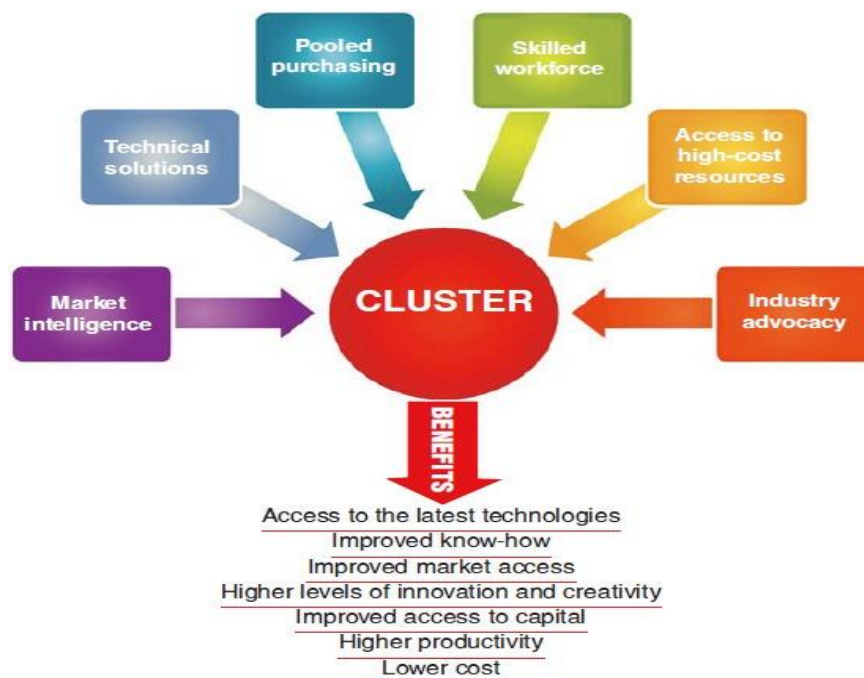 Pooled
purchasing
Skilled
workforce
Technical
solutions
Access to
high-cost
resources
Market
intelligence
CLUSTER
Industry
advocacy
BENEFITS
Access to the latest technologies
Improved know-how
Improved market access
Higher levels of innovation and creativity
Improved access to capital
Higher productivity
Lower cost